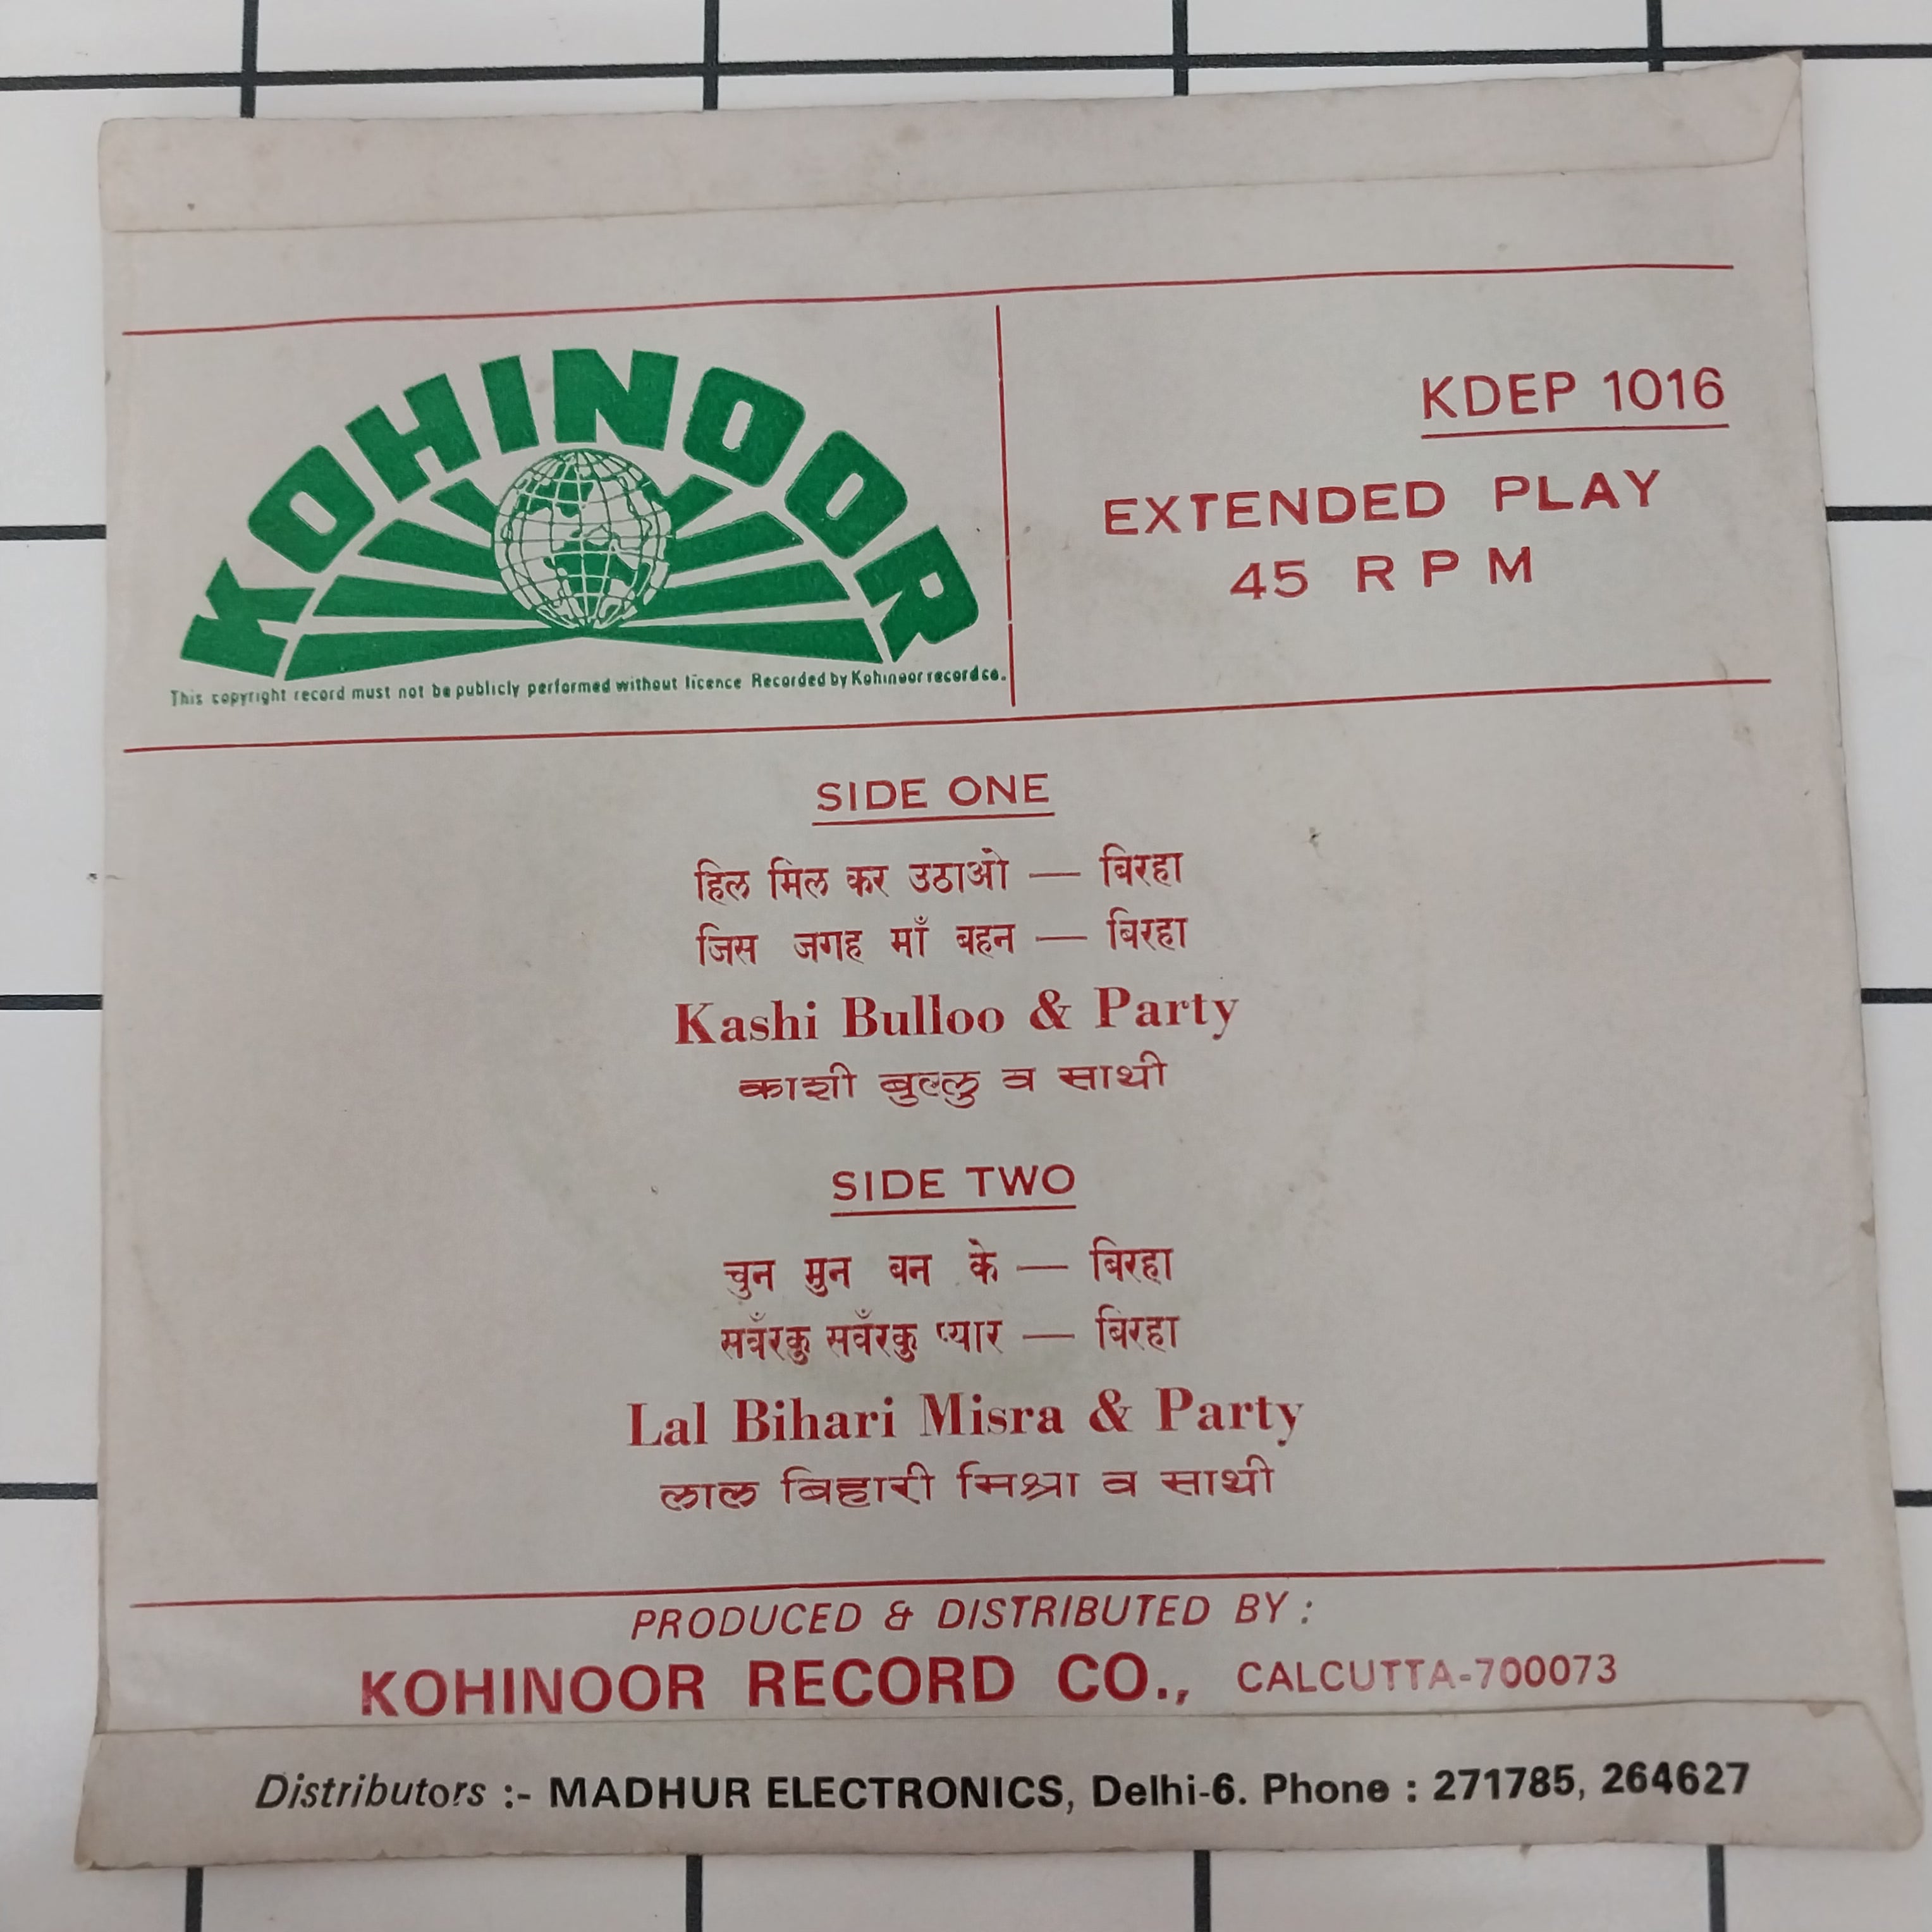 KOHINOOR
This copyright record must not be publicly performed without licence Recorded by Kohinoor record co.
KDEP 1016
EXTENDED PLAY
45 RPM
SIDE ONE
हिल मिल कर उठाओ — बिरहा
जिस जगह माँ बहन — बिरहा
Kashi Bulloo & Party
काशी बुल्लु व साथी
SIDE TWO
चुन मुन बन के — बिरहा
सवँरकु सवँरकु प्यार — बिरहा
Lal Bihari Misra & Party
लाल बिहारी मिश्रा व साथी
PRODUCED & DISTRIBUTED BY :
KOHINOOR RECORD CO., CALCUTTA-700073
Distributors :- MADHUR ELECTRONICS, Delhi-6. Phone : 271785, 264627